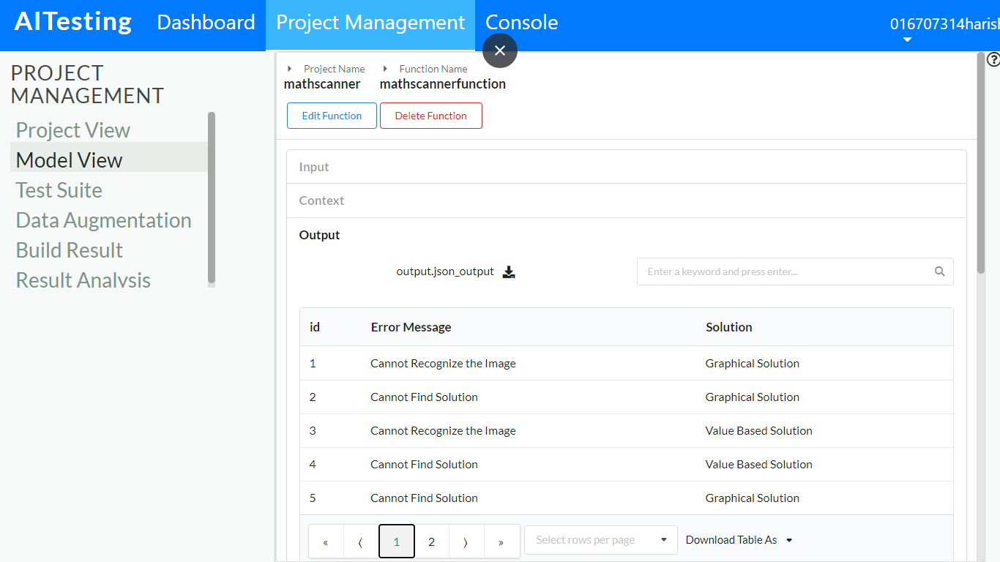 AITesting Dashboard Project Management Console 016707314harish
PROJECT
MANAGEMENT
Project View
Model View
Test Suite
Data Augmentation
Build Result
Result Analysis
Project Name Function Name
mathscanner mathscannerfunction
Edit Function Delete Function
Input
Context
Output
output.json_output Enter a keyword and press enter...
id Error Message Solution
1 Cannot Recognize the Image Graphical Solution
2 Cannot Find Solution Graphical Solution
3 Cannot Recognize the Image Value Based Solution
4 Cannot Find Solution Value Based Solution
5 Cannot Find Solution Graphical Solution
« ⟨ 1 2 ⟩ » Select rows per page Download Table As